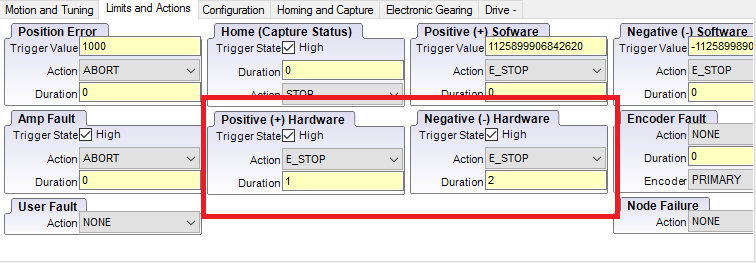 Motion and Tuning Limits and Actions Configuration Homing and Capture Electronic Gearing Drive -
Position Error
Trigger Value 1000
Action ABORT
Duration 0
Home (Capture Status)
Trigger State High
Duration 0
Action STOP
Positive (+) Sofware
Trigger Value 1125899906842620
Action E_STOP
Duration 0
Negative (-) Software
Trigger Value -112589990
Action E_STOP
Duration 0
Amp Fault
Trigger State High
Action ABORT
Duration 0
Positive (+) Hardware
Trigger State High
Action E_STOP
Duration 1
Negative (-) Hardware
Trigger State High
Action E_STOP
Duration 2
Encoder Fault
Action NONE
Duration 0
Encoder PRIMARY
User Fault
Action NONE
Node Failure
Action NONE